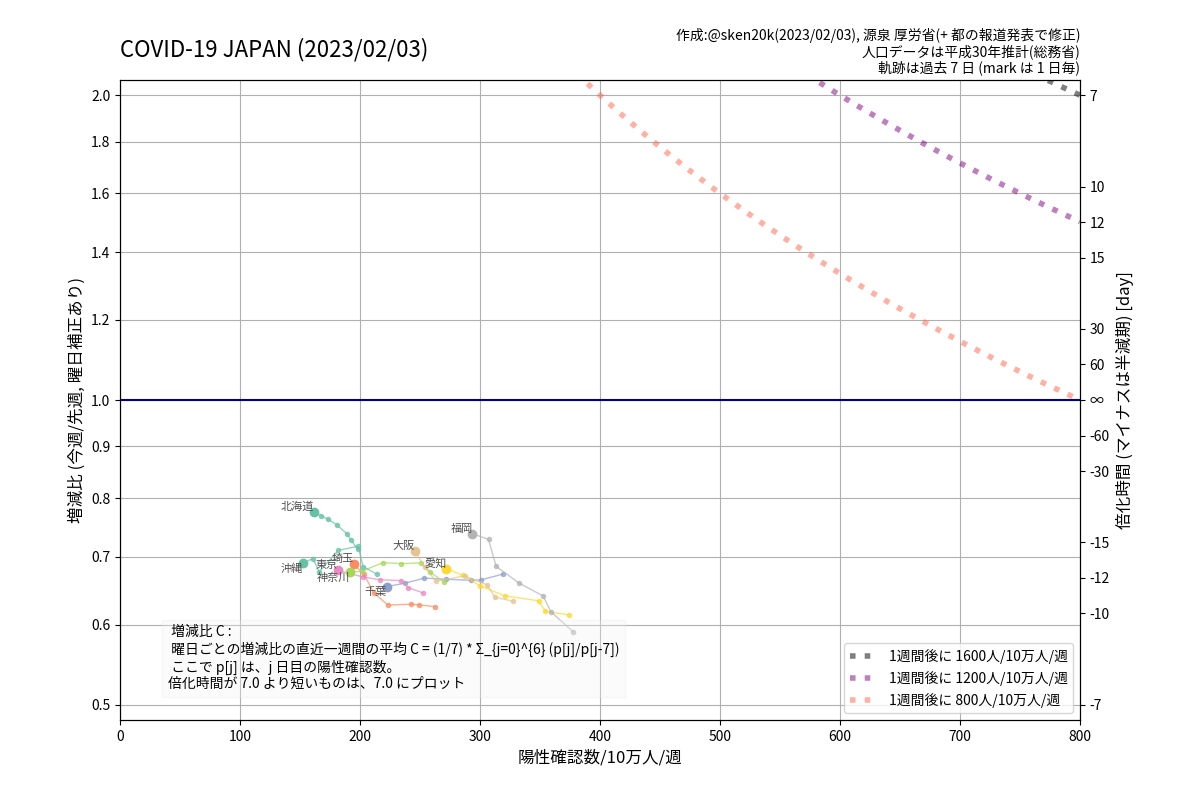 COVID-19 JAPAN (2023/02/03)
作成:@sken20k(2023/02/03), 源泉 厚労省(+ 都の報道発表で修正)
人口データは平成30年推計(総務省)
軌跡は過去 7 日 (mark は 1 日毎)
2.0
1.8
1.6
1.4
1.2
1.0
0.9
0.8
0.7
0.6
0.5
増減比 (今週/先週, 曜日補正あり)
7
10
12
15
30
60
∞
-60
-30
-15
-12
-10
-7
倍化時間 (マイナスは半減期) [day]
北海道
福岡
大阪
埼玉
愛知
沖縄
東京
神奈川
千葉
増減比 C :
曜日ごとの増減比の直近一週間の平均 C = (1/7) * Σ_{j=0}^{6} (p[j]/p[j-7])
ここで p[j] は、j 日目の陽性確認数。
倍化時間が 7.0 より短いものは、7.0 にプロット
1週間後に 1600人/10万人/週
1週間後に 1200人/10万人/週
1週間後に 800人/10万人/週
0 100 200 300 400 500 600 700 800
陽性確認数/10万人/週